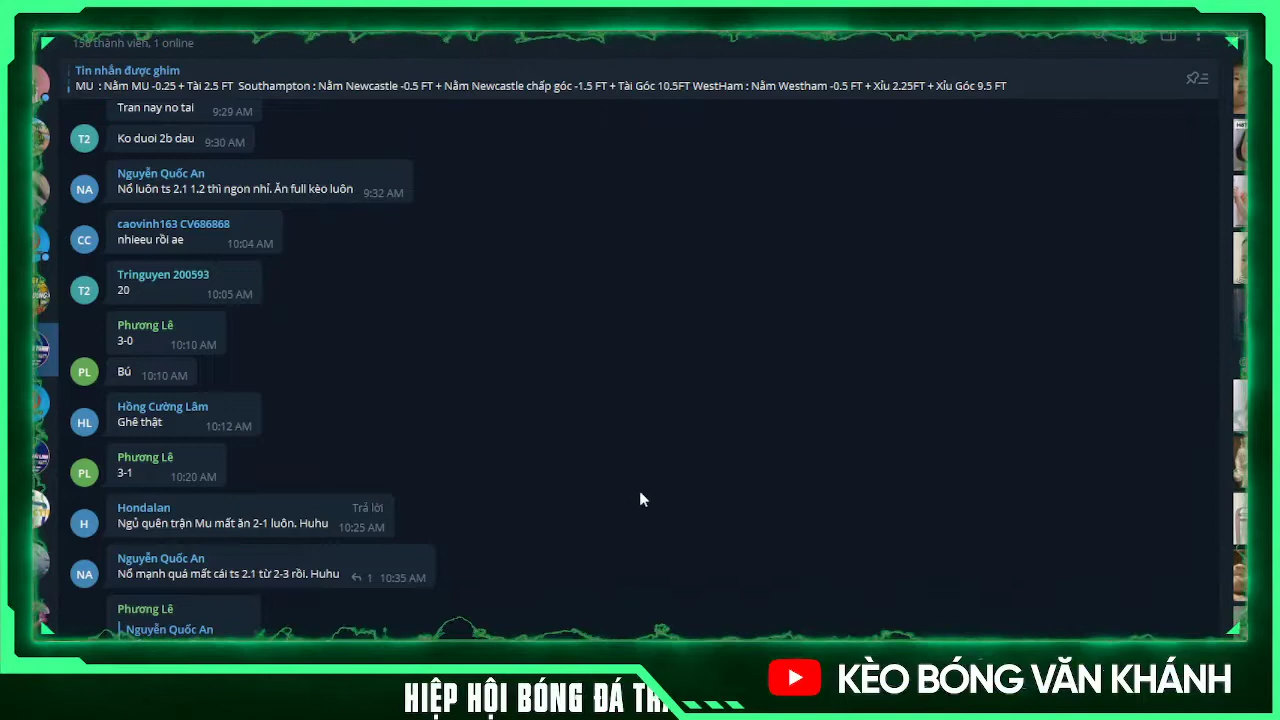 156 thành viên, 1 online
Tin nhắn được ghim
MU : Nằm MU -0.25 + Tài 2.5 FT Southampton : Nằm Newcastle -0.5 FT + Nằm Newcastle chấp góc -1.5 FT + Tài Góc 10.5FT WestHam : Nằm Westham -0.5 FT + Xỉu 2.25FT + Xỉu Góc 9.5 FT
Tran nay no tai 9:29 AM
T2 Ko duoi 2b dau 9:30 AM
Nguyễn Quốc An
NA Nổ luôn ts 2.1 1.2 thì ngon nhỉ. Ăn full kèo luôn 9:32 AM
caovinh163 CV686868
CC nhieeu rồi ae 10:04 AM
Tringuyen 200593
T2 20 10:05 AM
Phương Lê
3-0 10:10 AM
PL Bú 10:10 AM
Hồng Cường Lâm
HL Ghê thật 10:12 AM
Phương Lê
PL 3-1 10:20 AM
Hondalan Trả lời
H Ngủ quên trận Mu mất ăn 2-1 luôn. Huhu 10:25 AM
Nguyễn Quốc An
NA Nổ mạnh quá mất cái ts 2.1 từ 2-3 rồi. Huhu 1 10:35 AM
Phương Lê
Nguyễn Quốc An
KÈO BÓNG VĂN KHÁNH
HIỆP HỘI BÓNG ĐÁ